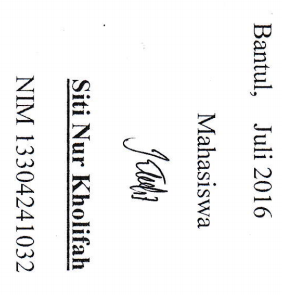 Bantul,   Juli 2016
Mahasiswa
Siti Nur Kholifah
NIM 13304241032